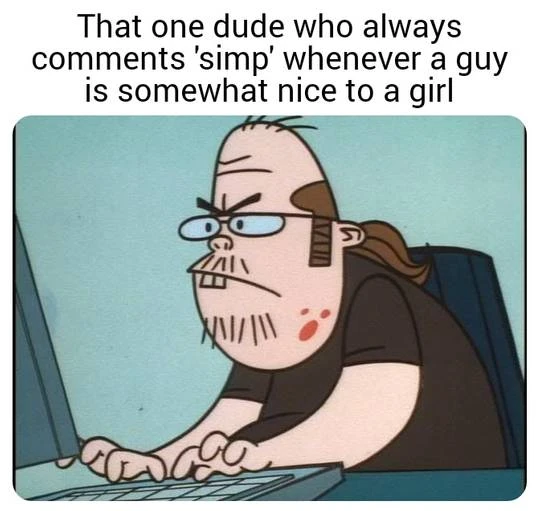 That one dude who always
comments 'simp' whenever a guy
is somewhat nice to a girl